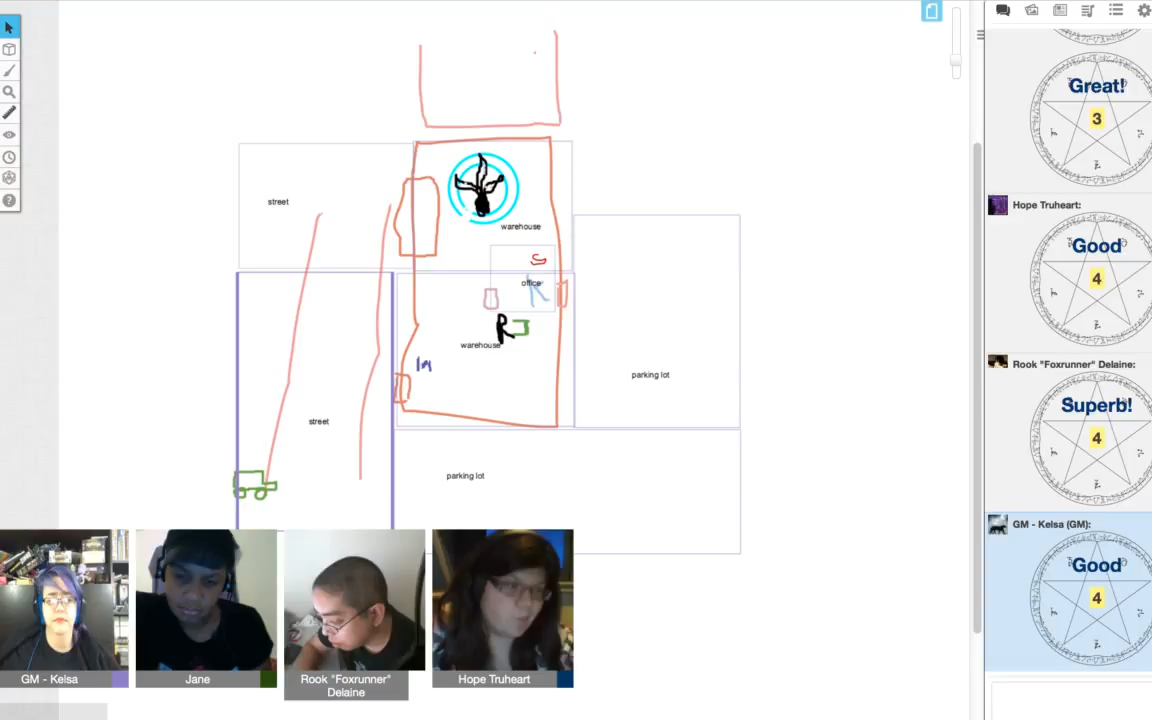 Great!
3
street
Hope Truheart:
warehouse
Good
S
4
office
K
R
warehouse
Rook "Foxrunner" Delaine:
parking lot
Superb!
4
street
parking lot
GM - Kelsa (GM):
Good
4
GM - Kelsa
Jane
Rook "Foxrunner"
Delaine
Hope Truheart